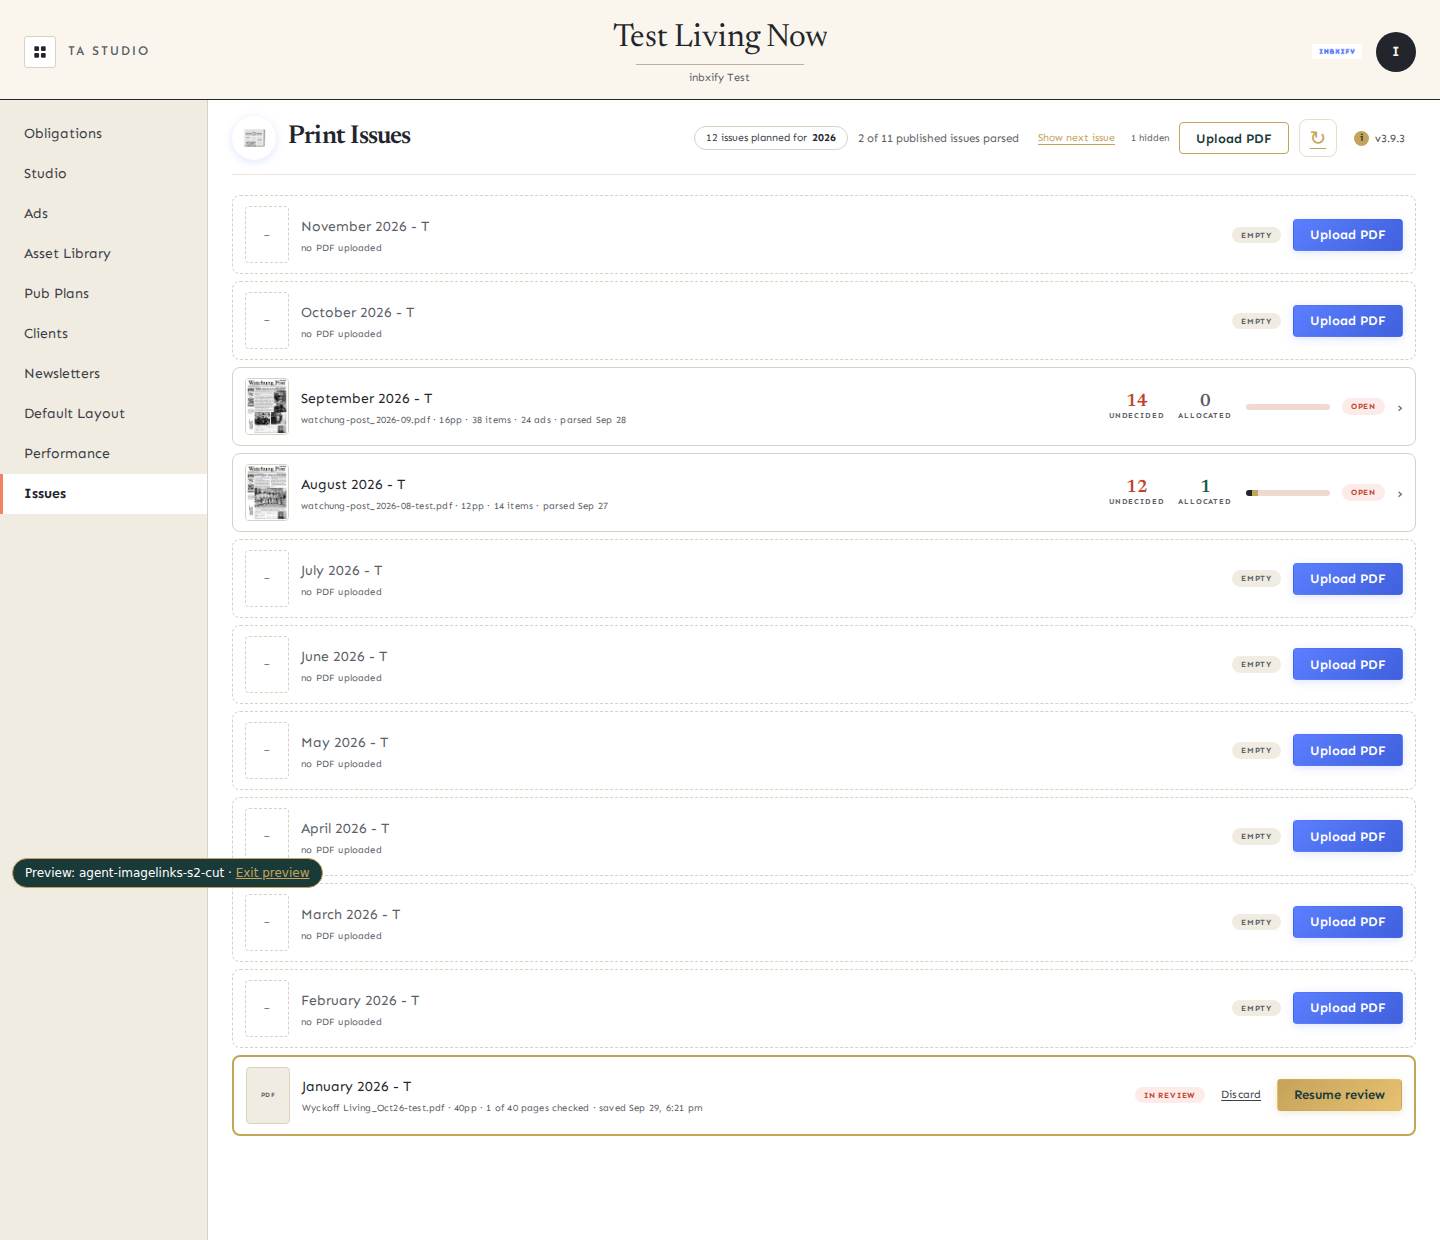 TA STUDIO
Test Living Now
inbxify Test
INBXIFY
I
Obligations
Studio
Ads
Asset Library
Pub Plans
Clients
Newsletters
Default Layout
Performance
Issues
Print Issues
12 issues planned for 2026
2 of 11 published issues parsed
Show next issue
1 hidden
Upload PDF
↻
i v3.9.3
–
November 2026 - T
no PDF uploaded
EMPTY
Upload PDF
–
October 2026 - T
no PDF uploaded
EMPTY
Upload PDF
Watchung Post
September 2026 - T
watchung-post_2026-09.pdf · 16pp · 38 items · 24 ads · parsed Sep 28
14 UNDECIDED
0 ALLOCATED
OPEN
›
Watchung Post
August 2026 - T
watchung-post_2026-08-test.pdf · 12pp · 14 items · parsed Sep 27
12 UNDECIDED
1 ALLOCATED
OPEN
›
–
July 2026 - T
no PDF uploaded
EMPTY
Upload PDF
–
June 2026 - T
no PDF uploaded
EMPTY
Upload PDF
–
May 2026 - T
no PDF uploaded
EMPTY
Upload PDF
–
April 2026 - T
no PDF uploaded
EMPTY
Upload PDF
Preview: agent-imagelinks-s2-cut · Exit preview
–
March 2026 - T
no PDF uploaded
EMPTY
Upload PDF
–
February 2026 - T
no PDF uploaded
EMPTY
Upload PDF
PDF
January 2026 - T
Wyckoff Living_Oct26-test.pdf · 40pp · 1 of 40 pages checked · saved Sep 29, 6:21 pm
IN REVIEW
Discard
Resume review